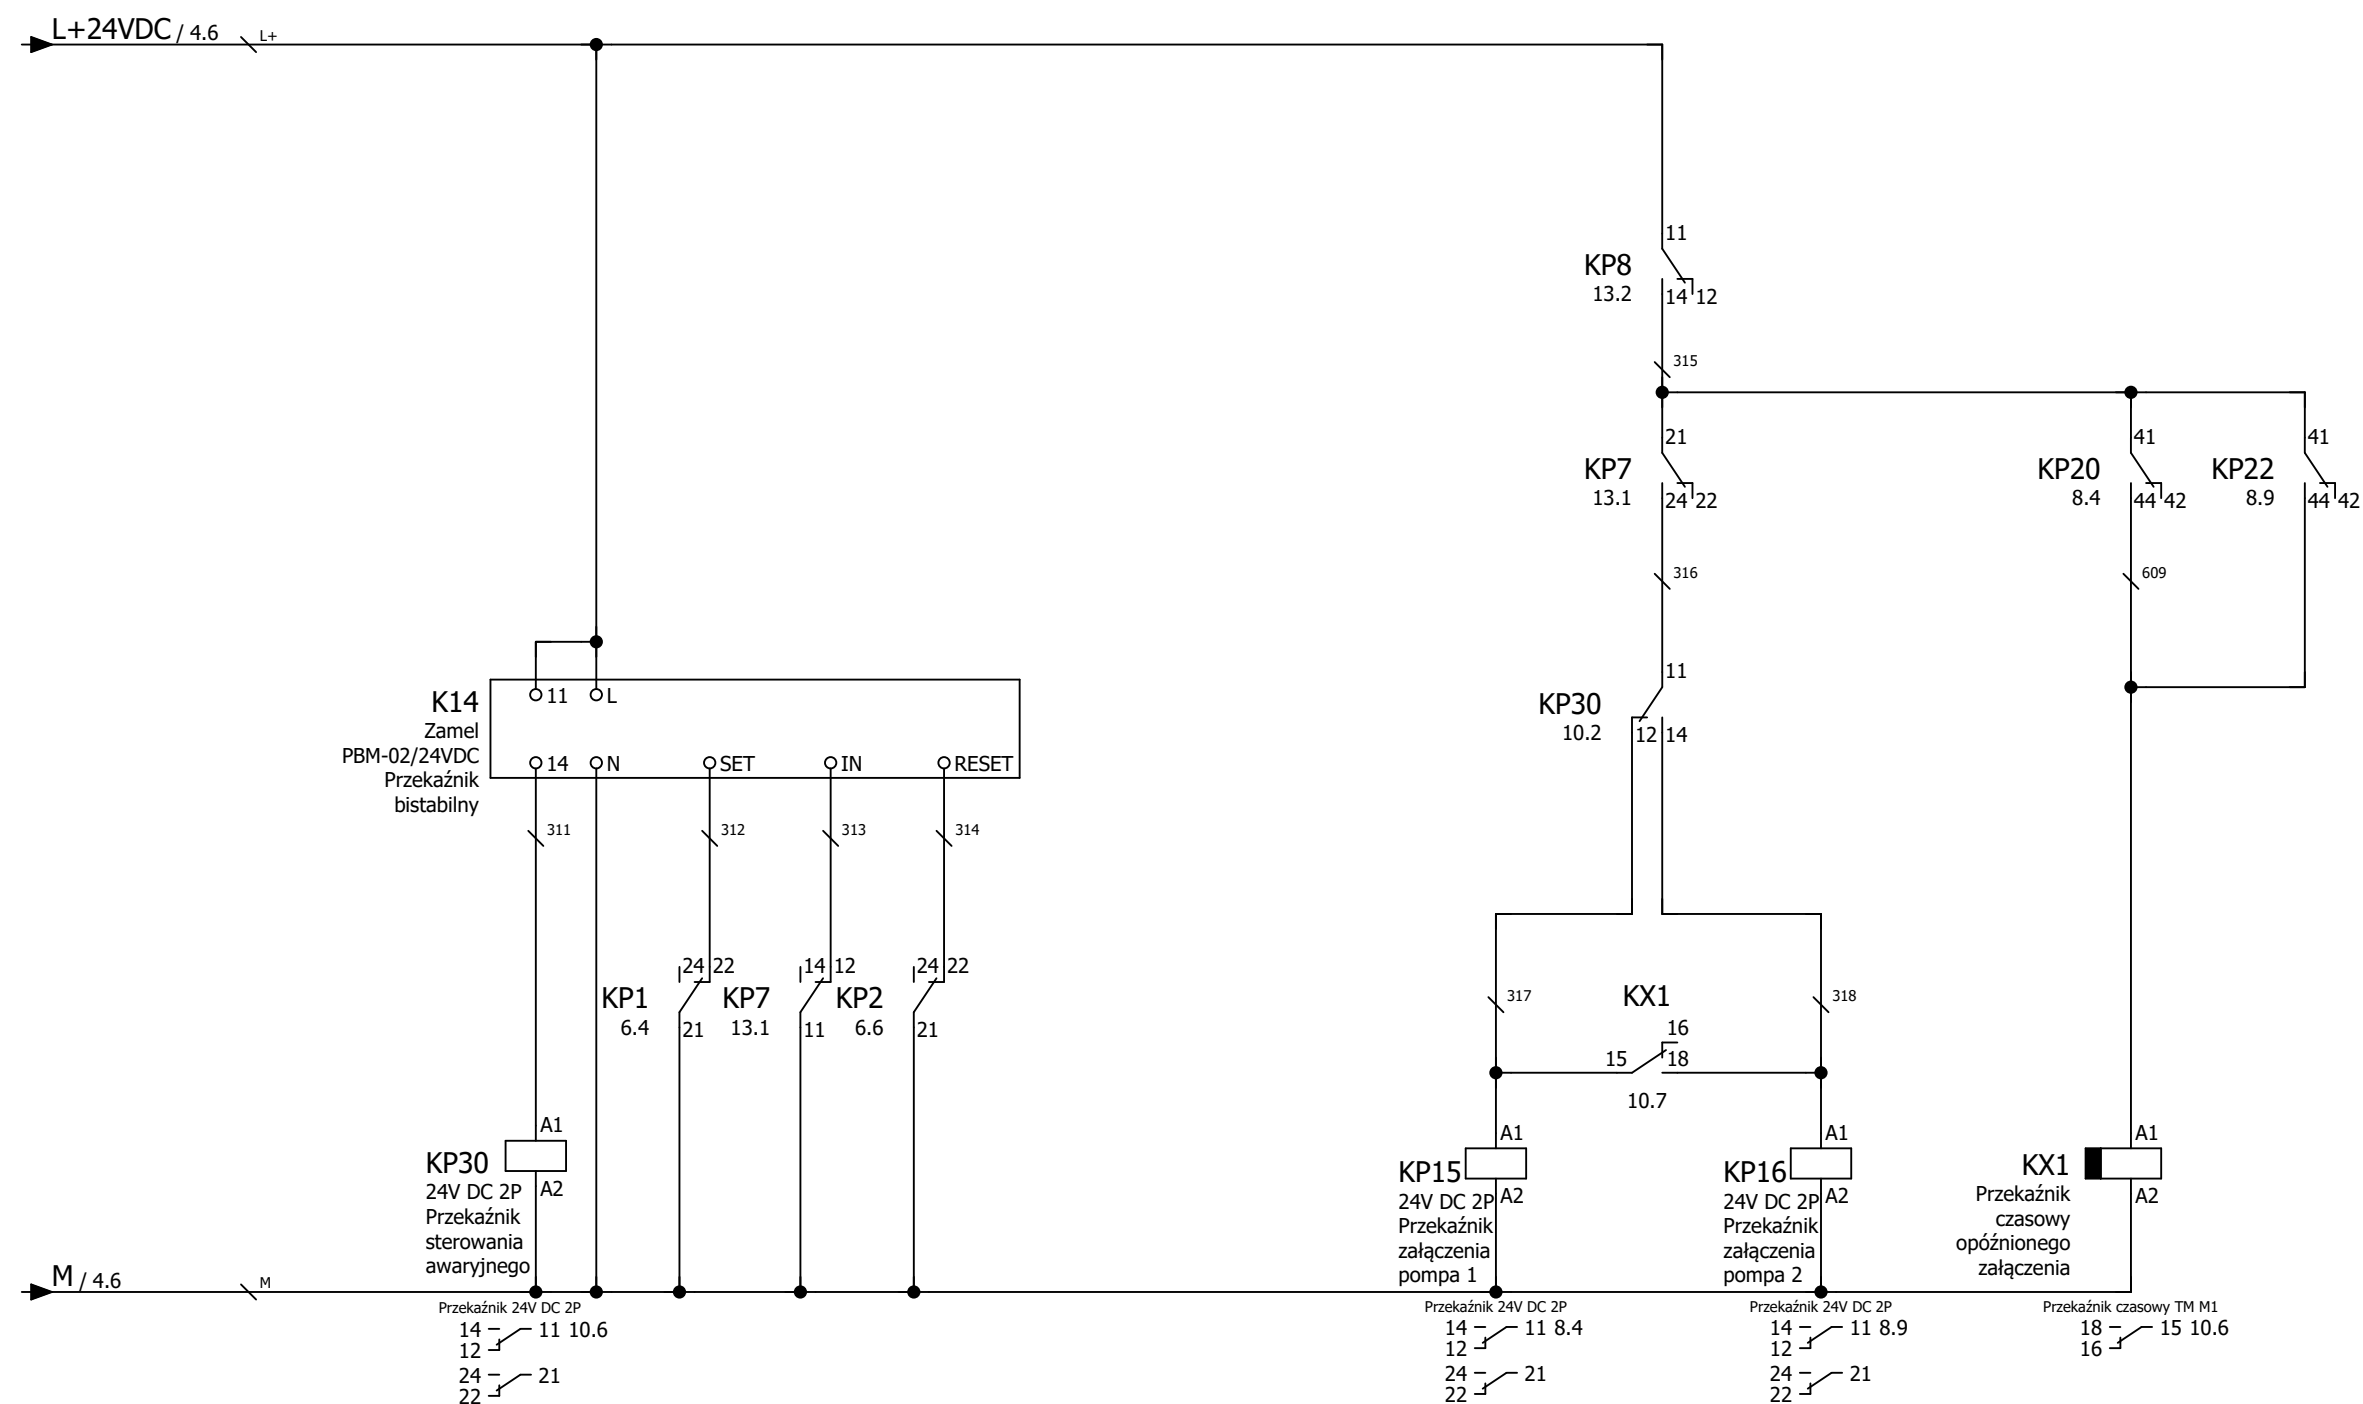 L+24VDC / 4.6 L+
11
KP8
13.2
14 12
315
21
KP7
13.1
24 22
41
KP20
8.4
44 42
41
KP22
8.9
44 42
316
609
11
KP30
10.2
12 14
K14
Zamel
PBM-02/24VDC
Przekaźnik
bistabilny
11 L
14 N SET IN RESET
311 312 313 314
24 22
KP1
6.4
21
14 12
KP7
13.1
11
24 22
KP2
6.6
21
317
KX1
318
16
15 18
10.7
A1
KP30
24V DC 2P
A2
Przekaźnik
sterowania
awaryjnego
A1
KP15
24V DC 2P
A2
Przekaźnik
załączenia
pompa 1
A1
KP16
24V DC 2P
A2
Przekaźnik
załączenia
pompa 2
A1
KX1
A2
Przekaźnik
czasowy
opóźnionego
załączenia
M / 4.6 M
Przekaźnik 24V DC 2P
14 11 10.6
12
24 21
22
Przekaźnik 24V DC 2P
14 11 8.4
12
24 21
22
Przekaźnik 24V DC 2P
14 11 8.9
12
24 21
22
Przekaźnik czasowy TM M1
18 15 10.6
16